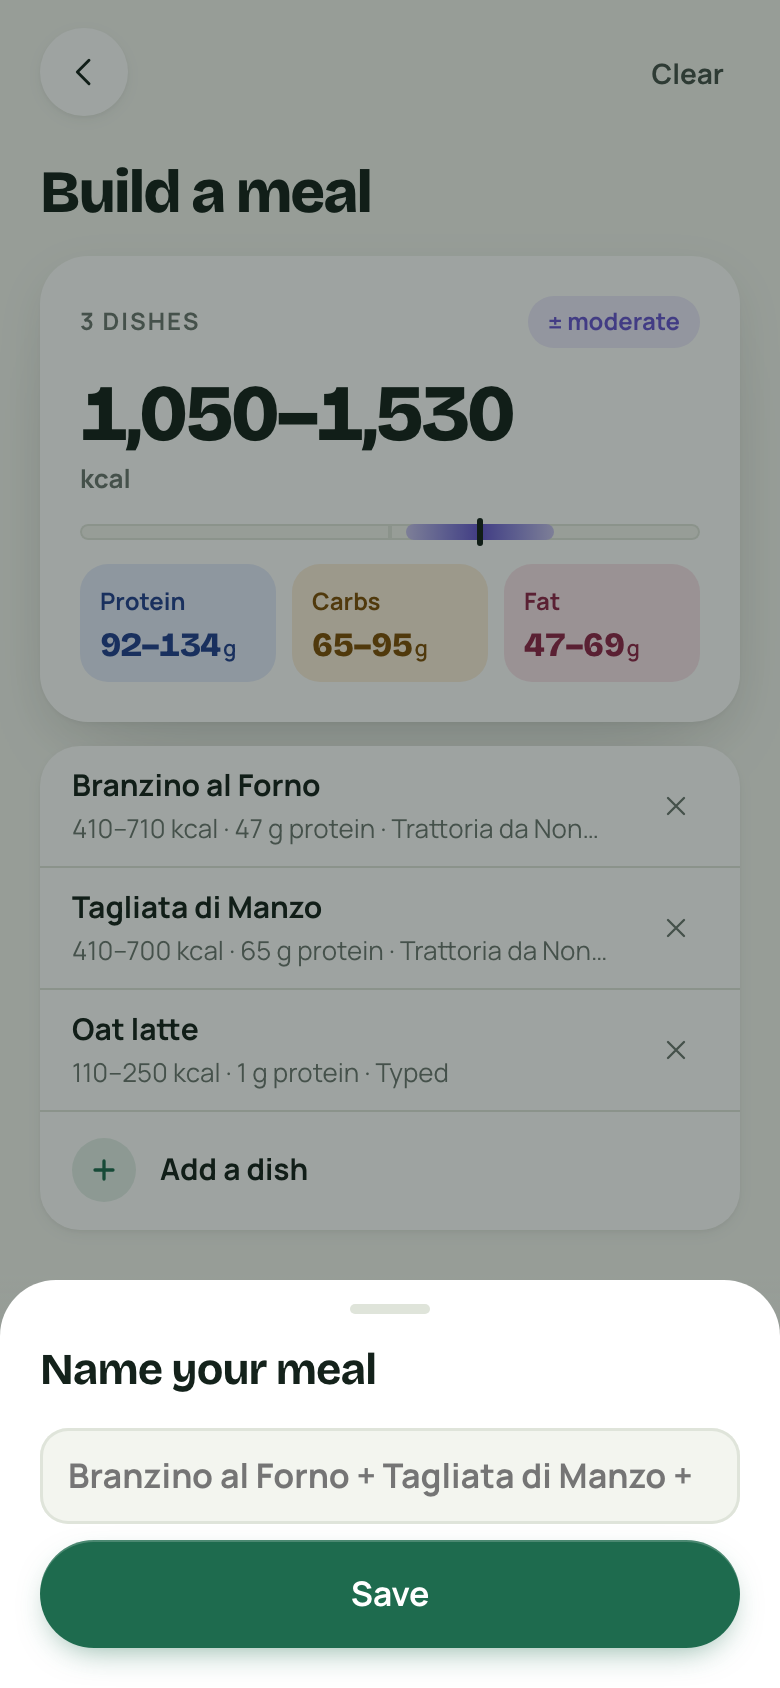 Clear
Build a meal
3 DISHES
± moderate
1,050–1,530
kcal
Protein
92–134 g
Carbs
65–95 g
Fat
47–69 g
Branzino al Forno
410–710 kcal · 47 g protein · Trattoria da Non...
Tagliata di Manzo
410–700 kcal · 65 g protein · Trattoria da Non...
Oat latte
110–250 kcal · 1 g protein · Typed
Add a dish
Name your meal
Branzino al Forno + Tagliata di Manzo +
Save